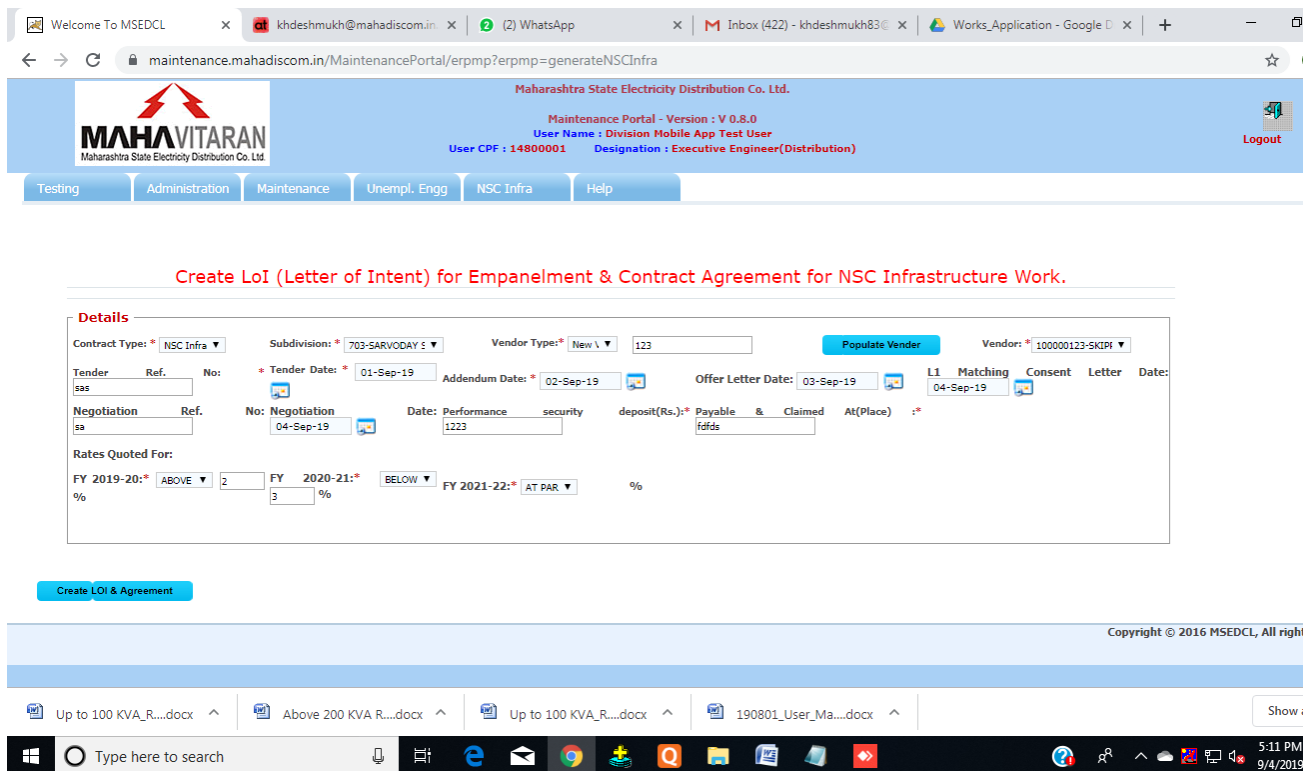 Welcome To MSEDCL
khdeshmukh@mahadiscom.in
(2) WhatsApp
Inbox (422) - khdeshmukh83@
Works_Application - Google D
maintenance.mahadiscom.in/MaintenancePortal/erpmp?erpmp=generateNSCInfra
MAHAVITARAN
Maharashtra State Electricity Distribution Co. Ltd.
Maharashtra State Electricity Distribution Co. Ltd.
Maintenance Portal - Version : V 0.8.0
User Name : Division Mobile App Test User
User CPF : 14800001 Designation : Executive Engineer(Distribution)
Logout
Testing Administration Maintenance Unempl. Engg NSC Infra Help
Create LoI (Letter of Intent) for Empanelment & Contract Agreement for NSC Infrastructure Work.
Details
Contract Type: * NSC Infra Subdivision: * 703-SARVODAY S Vendor Type:* New V 123 Populate Vender Vendor: * 100000123-SKIPP
Tender Ref. No: * Tender Date: * 01-Sep-19 Addendum Date: * 02-Sep-19 Offer Letter Date: 03-Sep-19 L1 Matching Consent Letter Date:
sas 04-Sep-19
Negotiation Ref. No: Negotiation Date: Performance security deposit(Rs.):* Payable & Claimed At(Place) :*
sa 04-Sep-19 1223 fdfds
Rates Quoted For:
FY 2019-20:* ABOVE 2 FY 2020-21:* BELOW FY 2021-22:* AT PAR %
% 3 %
Create LOI & Agreement
Copyright © 2016 MSEDCL, All right
Up to 100 KVA_R....docx Above 200 KVA R....docx Up to 100 KVA_R....docx 190801_User_Ma....docx Show a
Type here to search
5:11 PM
9/4/2019